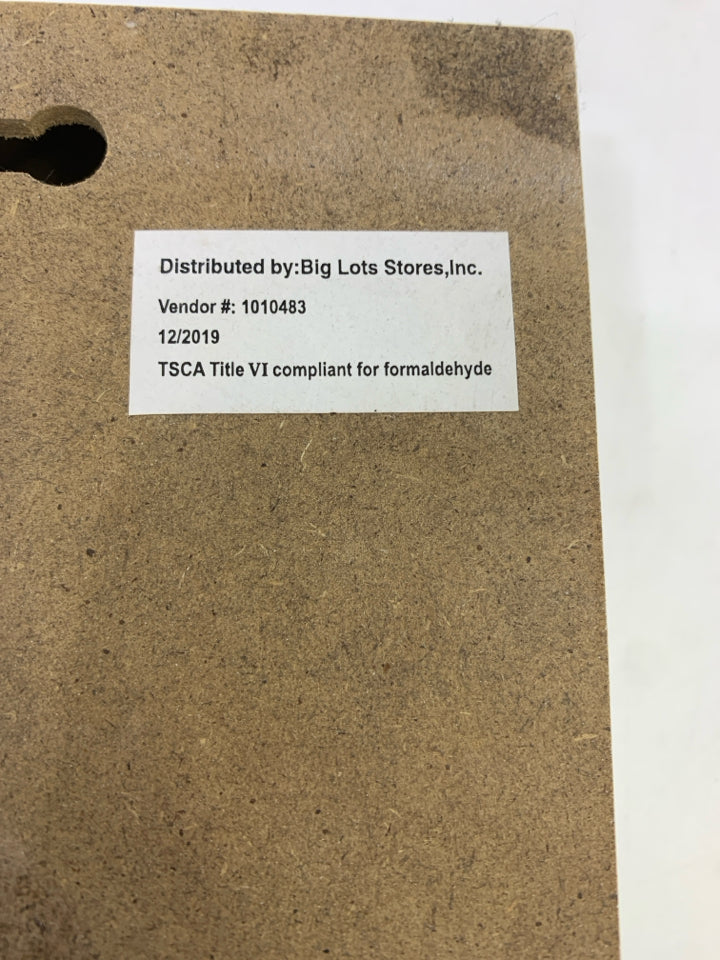 Distributed by:Big Lots Stores,Inc.
Vendor #: 1010483
12/2019
TSCA Title VI compliant for formaldehyde